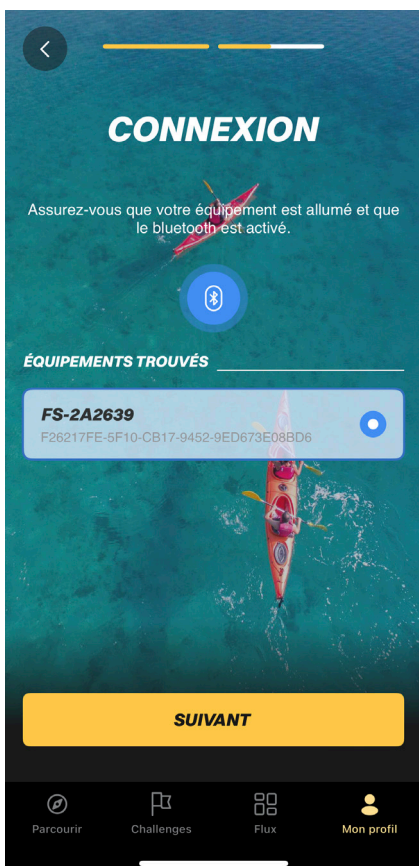 CONNEXION
Assurez-vous que votre équipement est allumé et que
le bluetooth est activé.
ÉQUIPEMENTS TROUVÉS
FS-2A2639
F26217FE-5F10-CB17-9452-9ED673E08BD6
SUIVANT
Parcourir
Challenges
Flux
Mon profil